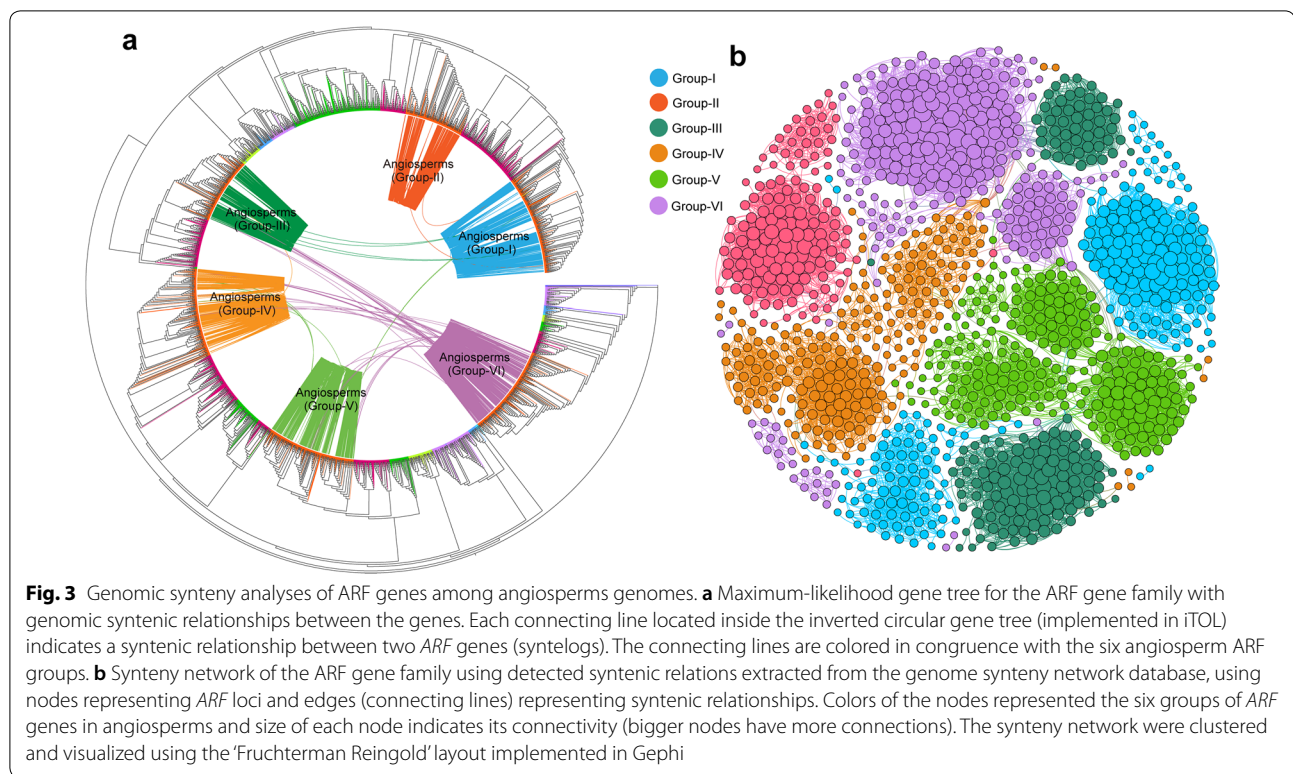 a
b
Group-I
Group-II
Group-III
Group-IV
Group-V
Group-VI
Angiosperms
(Group-II)
Angiosperms
(Group-III)
Angiosperms
(Group-I)
Angiosperms
(Group-IV)
Angiosperms
(Group-VI)
Angiosperms
(Group-V)
Fig. 3 Genomic synteny analyses of ARF genes among angiosperms genomes. a Maximum-likelihood gene tree for the ARF gene family with
genomic syntenic relationships between the genes. Each connecting line located inside the inverted circular gene tree (implemented in iTOL)
indicates a syntenic relationship between two ARF genes (syntelogs). The connecting lines are colored in congruence with the six angiosperm ARF
groups. b Synteny network of the ARF gene family using detected syntenic relations extracted from the genome synteny network database, using
nodes representing ARF loci and edges (connecting lines) representing syntenic relationships. Colors of the nodes represented the six groups of ARF
genes in angiosperms and size of each node indicates its connectivity (bigger nodes have more connections). The synteny network were clustered
and visualized using the ‘Fruchterman Reingold’ layout implemented in Gephi